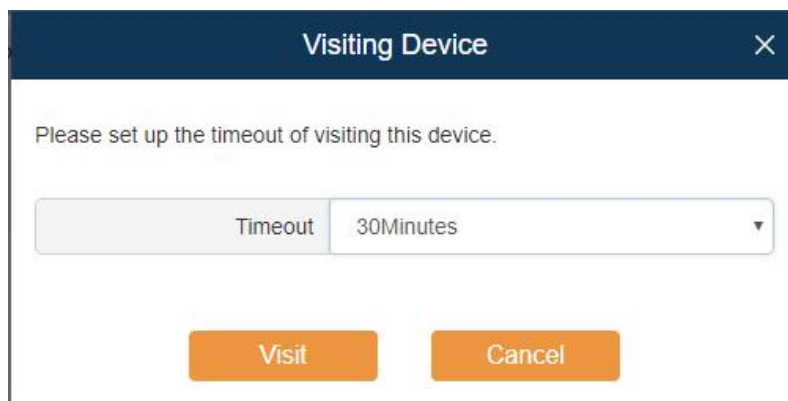 Visiting Device
Please set up the timeout of visiting this device.
Timeout 30Minutes
Visit Cancel